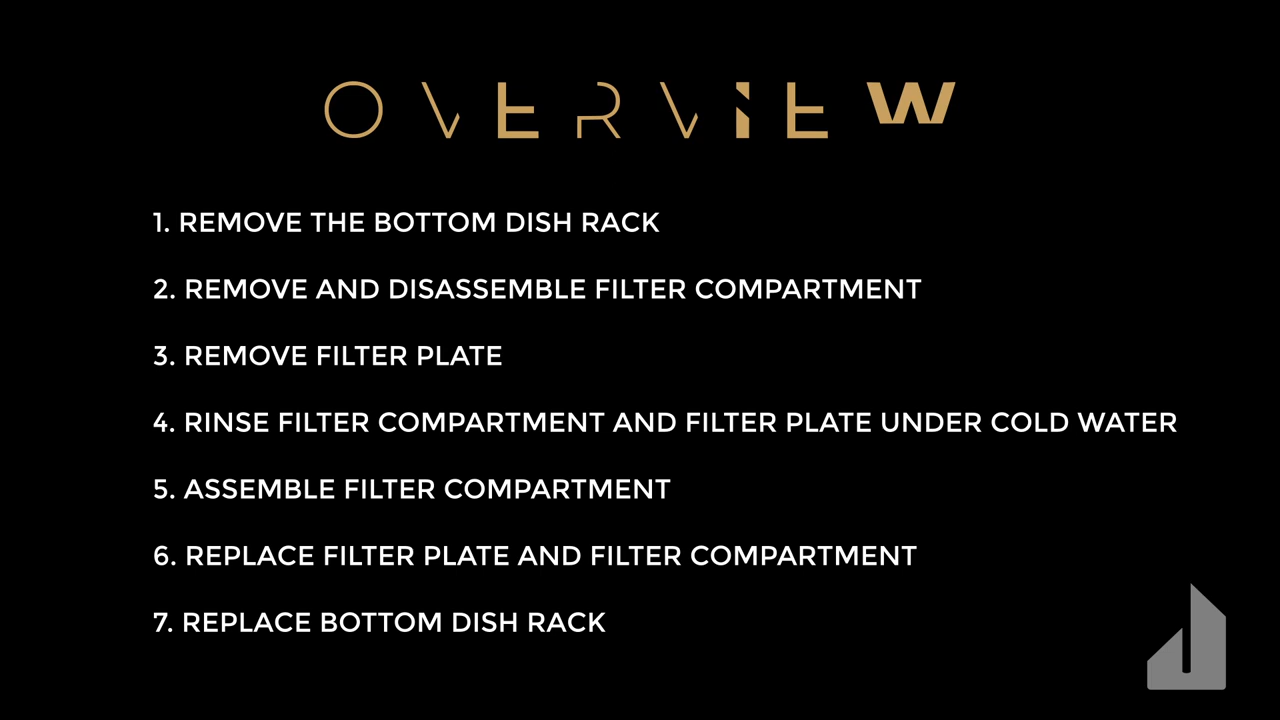 OVERVIEW
1. REMOVE THE BOTTOM DISH RACK
2. REMOVE AND DISASSEMBLE FILTER COMPARTMENT
3. REMOVE FILTER PLATE
4. RINSE FILTER COMPARTMENT AND FILTER PLATE UNDER COLD WATER
5. ASSEMBLE FILTER COMPARTMENT
6. REPLACE FILTER PLATE AND FILTER COMPARTMENT
7. REPLACE BOTTOM DISH RACK